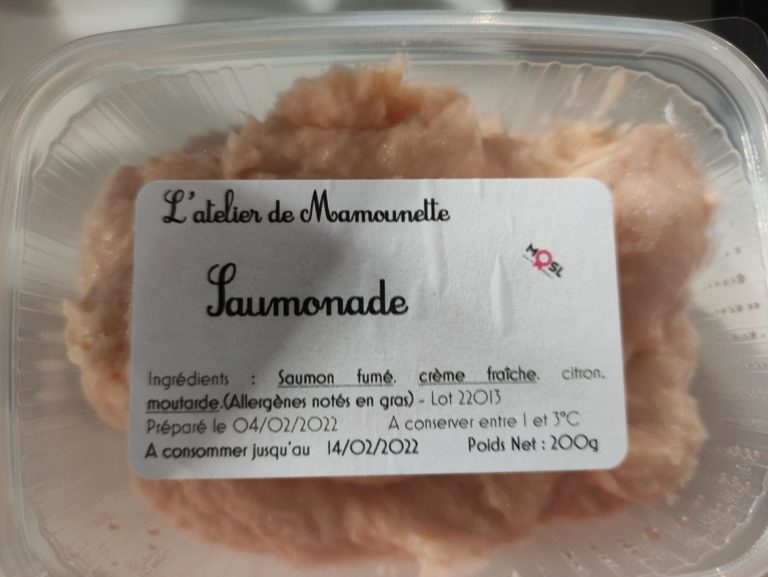 L'atelier de Mamounette
MOSL
Saumonade
Ingrédients : Saumon fumé, crème fraîche, citron,
moutarde.(Allergènes notés en gras) - Lot 22013
Préparé le 04/02/2022 A conserver entre 1 et 3°C
A consommer jusqu'au 14/02/2022 Poids Net : 200g